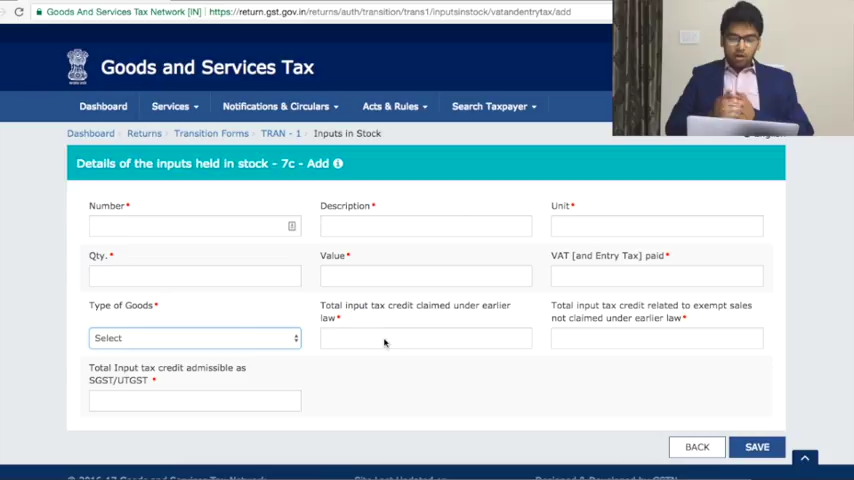 Goods And Services Tax Network [IN] https://return.gst.gov.in/returns/auth/transition/trans1/inputsinstock/vatandentrytax/add
Goods and Services Tax
Dashboard Services Notifications & Circulars Acts & Rules Search Taxpayer
Dashboard Returns Transition Forms TRAN - 1 Inputs in Stock
Details of the inputs held in stock - 7c - Add
Number* Description* Unit*
Qty. * Value* VAT [and Entry Tax] paid*
Type of Goods* Total input tax credit claimed under earlier law* Total input tax credit related to exempt sales not claimed under earlier law*
Select
Total Input tax credit admissible as
SGST/UTGST *
BACK SAVE